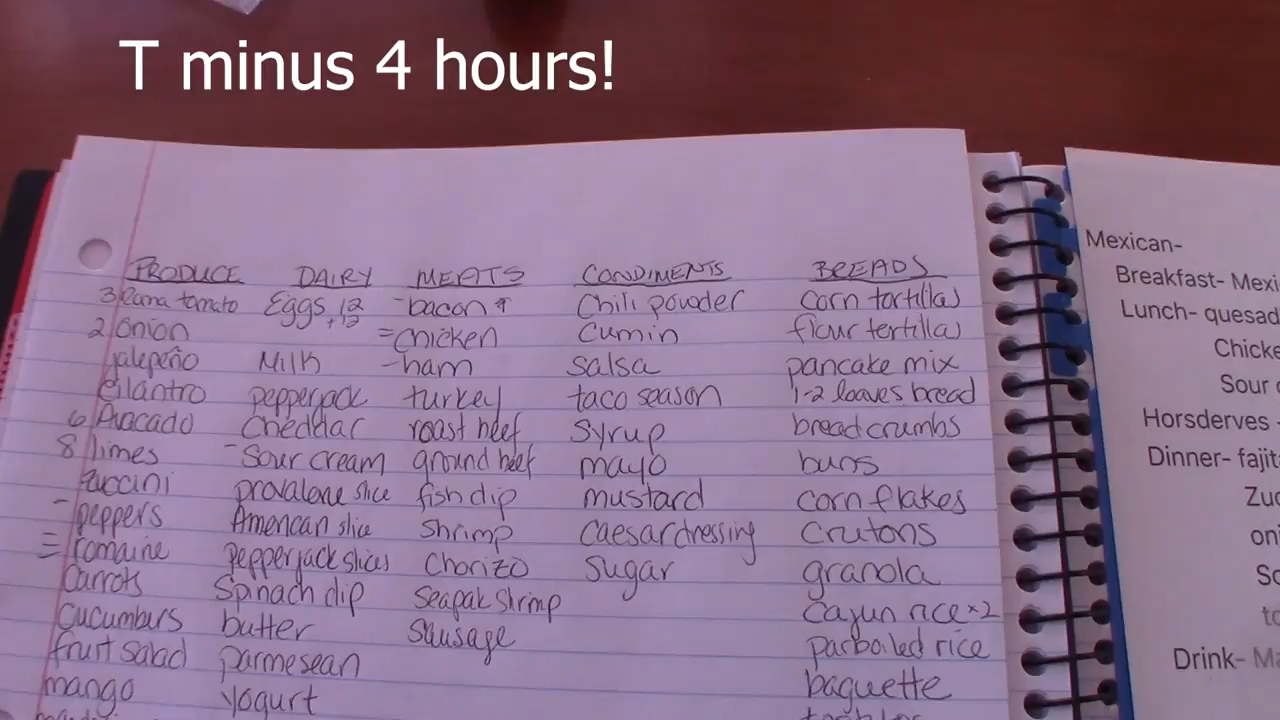 T minus 4 hours!
PRODUCE DAIRY MEATS CONDIMENTS BREADS
3 Roma tomato Eggs 12 - bacon Chili powder corn tortillas
+12
2 onion = chicken cumin flour tortillas
jalepeño Milk - ham salsa pancake mix
Cilantro pepperjack turkey taco season 1-2 loaves bread
6 Avacado Cheddar roast beef Syrup breadcrumbs
8 limes - Sour cream ground beef mayo buns
zuccini provalone slice fish dip mustard corn flakes
- peppers American slice Shrimp Caesar dressing Crutons
= romaine pepperjack slices Chorizo Sugar granola
Carrots Spinach dip Seapak Shrimp Cajun rice x2
Cucumburs butter Sausage parboiled rice
fruit salad parmesean baguette
mango yogurt
Mexican-
Breakfast- Mexi
Lunch- quesad
Chicke
Sour
Horsderves
Dinner- fajit
Zu
on
So
to
Drink- Ma